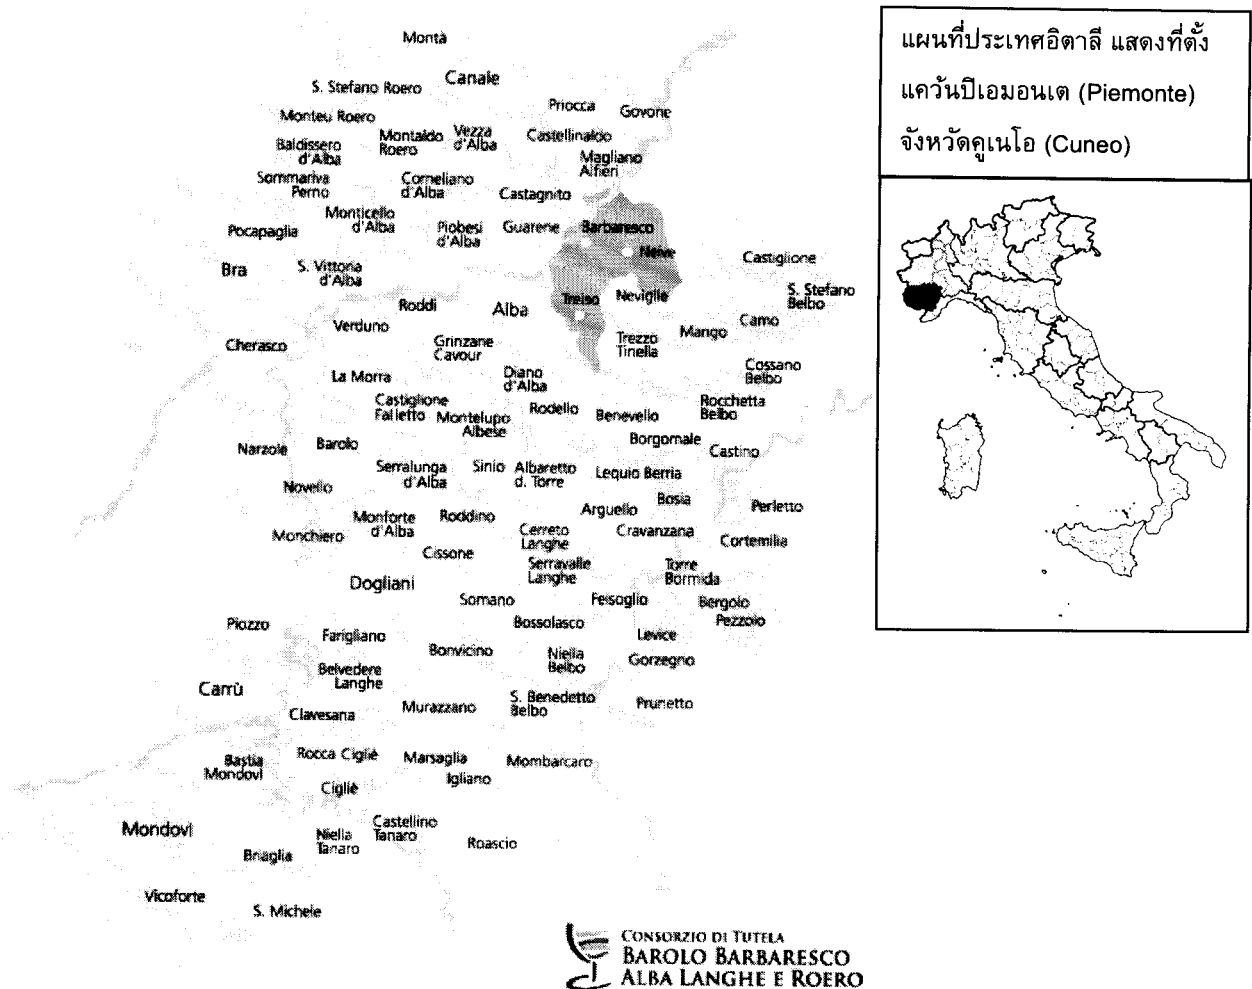 Montà
Canale
S. Stefano Roero
Priocca
Govone
Monteu Roero
Montaldo
Roero
Vezza
d'Alba
Castellinaldo
Baldissero
d'Alba
Magliano
Alfieri
Sommariva
Perno
Corneliano
d'Alba
Castagnito
Monticello
d'Alba
Piobesi
d'Alba
Guarene
Barbaresco
Pocapaglia
Neive
Castiglione
Bra
S. Vittoria
d'Alba
S. Stefano
Belbo
Treiso
Neviglie
Roddi
Alba
Verduno
Camo
Mango
Trezzo
Tinella
Cherasco
Grinzane
Cavour
La Morra
Diano
d'Alba
Cossano
Belbo
Castiglione
Falletto
Montelupo
Albese
Rodello
Benevello
Rocchetta
Belbo
Narzole
Barolo
Borgomale
Castino
Serralunga
d'Alba
Sinio
Albaretto
d. Torre
Lequio Berria
Novello
Bosia
Perletto
Arguello
Monforte
d'Alba
Roddino
Monchiero
Cerreto
Langhe
Cravanzana
Cortemilia
Cissone
Serravalle
Langhe
Torre
Bormida
Dogliani
Somano
Feisoglio
Bergolo
Pezzolo
Piozzo
Farigliano
Bossolasco
Levice
Bonvicino
Niella
Belbo
Gorzegno
Belvedere
Langhe
Carrù
Clavesana
Murazzano
S. Benedetto
Belbo
Prunetto
Bastia
Mondovì
Rocca Cigliè
Marsaglia
Mombarcaro
Igliano
Cigliè
Mondovì
Niella
Tanaro
Castellino
Tanaro
Roascio
Briaglia
Vicoforte
S. Michele
CONSORZIO DI TUTELA
BAROLO BARBARESCO
ALBA LANGHE E ROERO
แผนที่ประเทศอิตาลี แสดงที่ตั้ง
แคว้นปีเอมอนเต (Piemonte)
จังหวัดคูเนโอ (Cuneo)